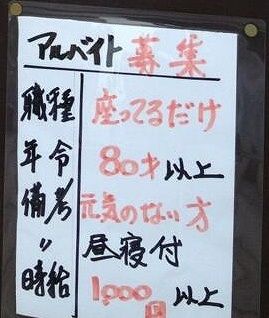 アルバイト募集
職種 座ってるだけ
年令 80才以上
備考 元気のない方
〃 昼寝付
時給 1,000円以上